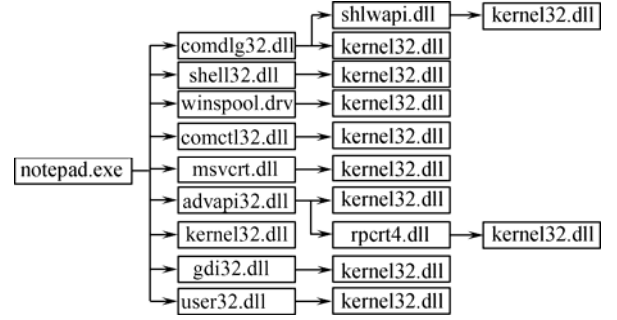 shlwapi.dll kernel32.dll
comdlg32.dll kernel32.dll
shell32.dll kernel32.dll
winspool.drv kernel32.dll
comctl32.dll kernel32.dll
notepad.exe msvcrt.dll kernel32.dll
advapi32.dll kernel32.dll
kernel32.dll rpcrt4.dll kernel32.dll
gdi32.dll kernel32.dll
user32.dll kernel32.dll